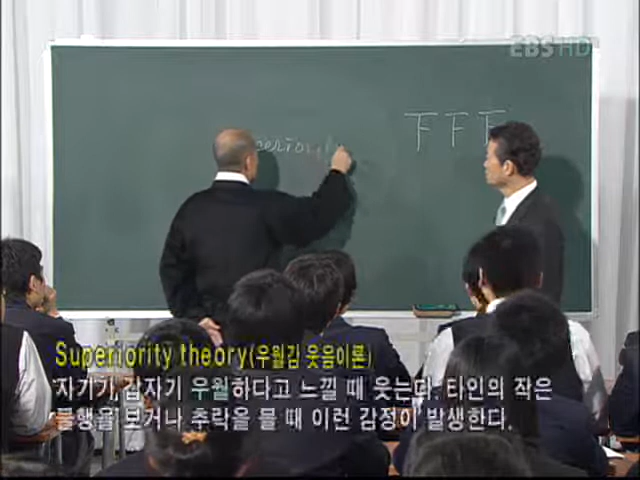 EBS HD
F F F
Superiority theory(우월감 웃음이론)
자기가 갑자기 우월하다고 느낄 때 웃는다. 타인의 작은
불행을 보거나 추락을 볼 때 이런 감정이 발생한다.